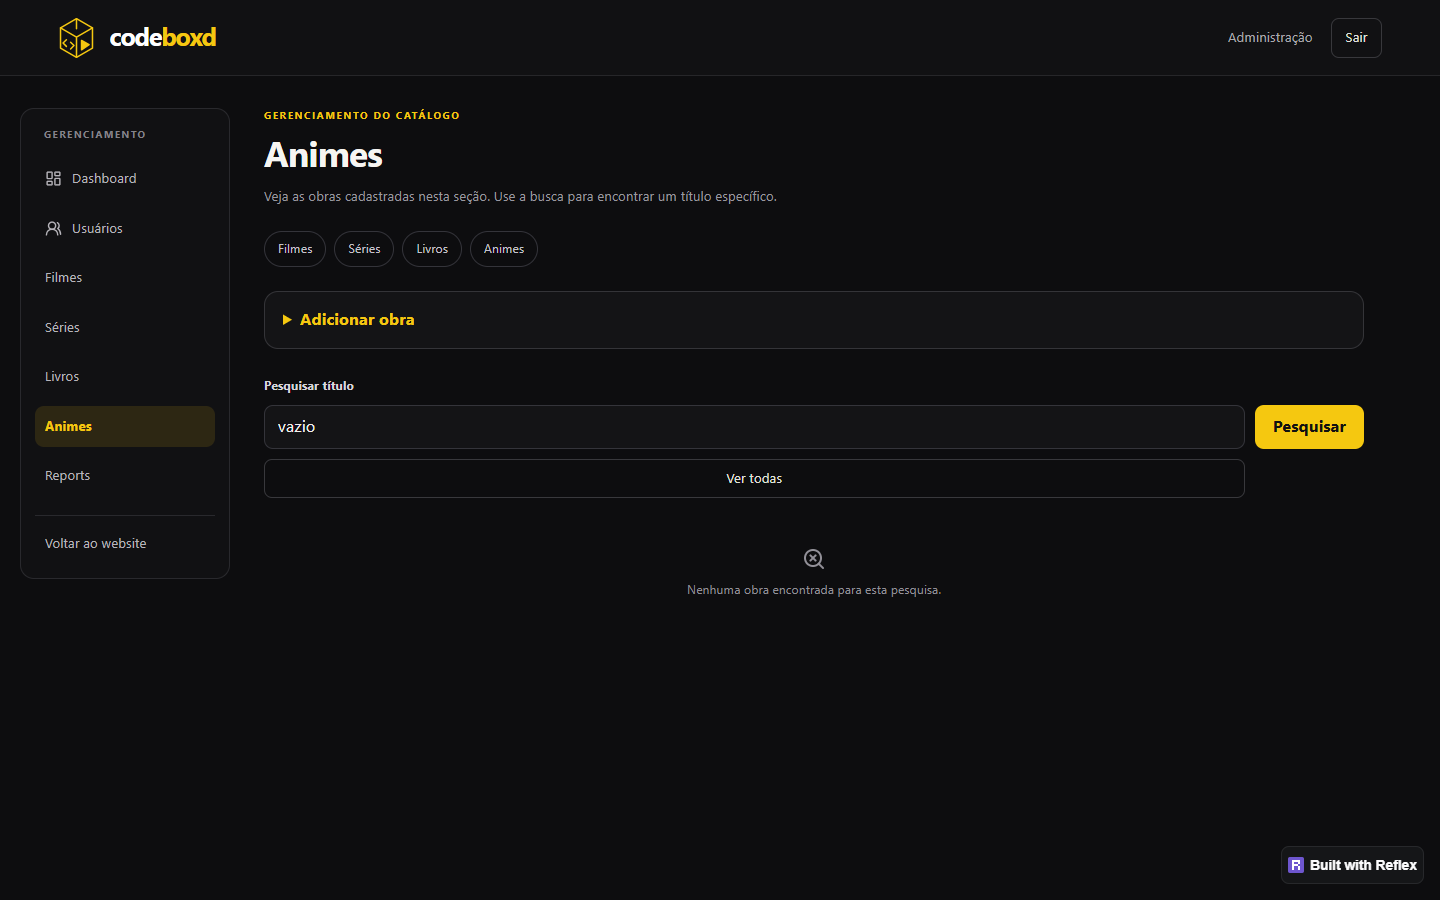 codeboxd
Administração
Sair
GERENCIAMENTO
Dashboard
Usuários
Filmes
Séries
Livros
Animes
Reports
Voltar ao website
GERENCIAMENTO DO CATÁLOGO
Animes
Veja as obras cadastradas nesta seção. Use a busca para encontrar um título específico.
Filmes
Séries
Livros
Animes
Adicionar obra
Pesquisar título
vazio
Pesquisar
Ver todas
Nenhuma obra encontrada para esta pesquisa.
Built with Reflex